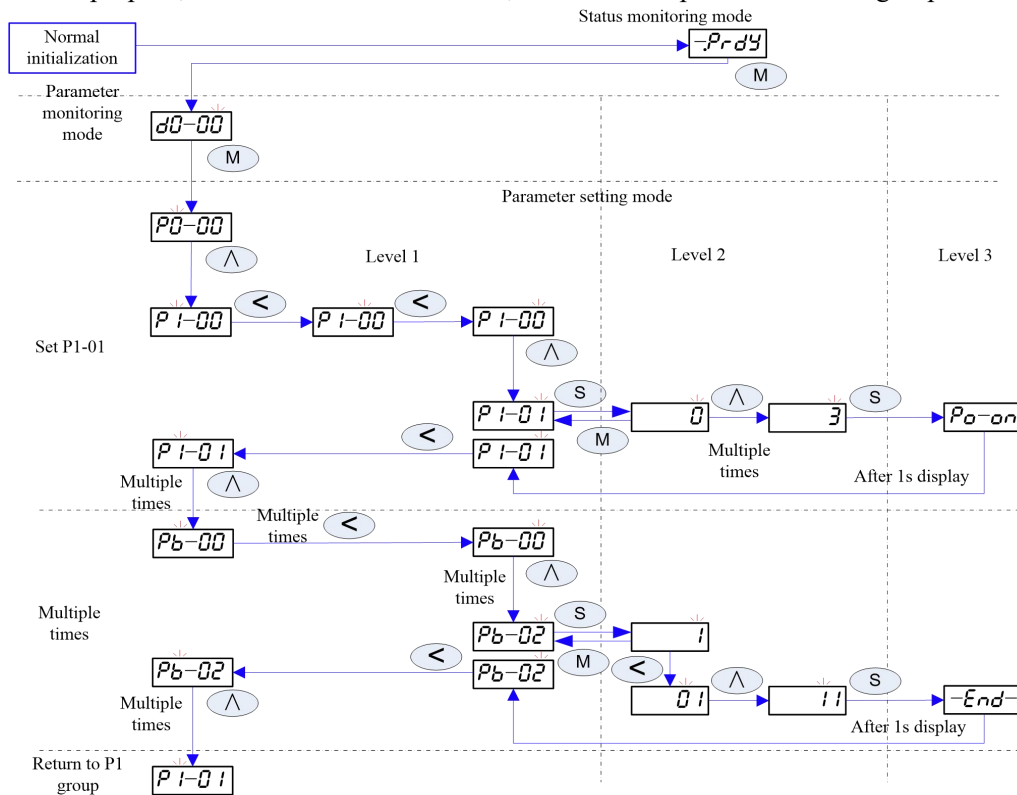 Status monitoring mode
Normal
initialization
-.Prdy
M
Parameter
monitoring
mode
d0-00
M
Parameter setting mode
P0-00
Λ
Level 1
Level 2
Level 3
P1-00
<
P1-00
<
P1-00
Λ
Set P1-01
P1-01
S
0
Λ
3
S
Po-on
M
Multiple
times
P1-01
<
P1-01
After 1s display
Multiple
times
Λ
Pb-00
Multiple
times
<
Pb-00
Multiple
times
Λ
Multiple
times
Pb-02
S
1
M
Pb-02
<
Pb-02
<
01
Λ
11
S
-End-
Multiple
times
Λ
After 1s display
Return to P1
group
P1-01